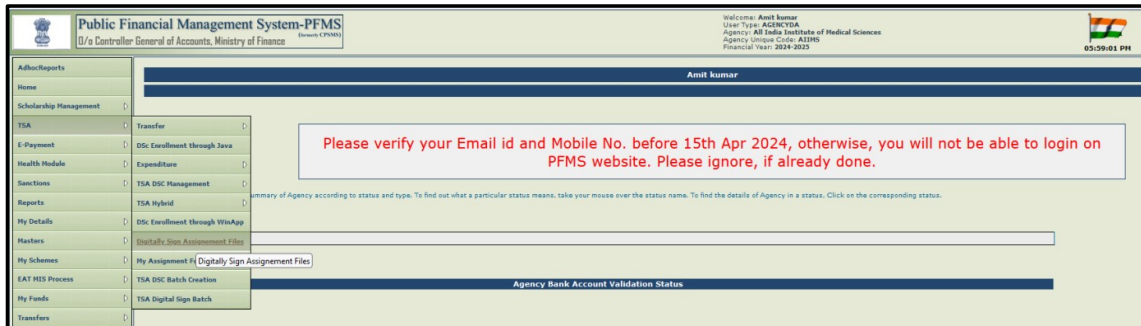 Public Financial Management System-PFMS
(formerly CPSMS)
O/o Controller General of Accounts, Ministry of Finance
Welcome: Amit kumar
User Type: AGENCYDA
Agency: All India Institute of Medical Sciences
Agency Unique Code: AIIMS
Financial Year: 2024-2025
05:59:01 PM
AdhocReports
Home
Scholarship Management
TSA
E-Payment
Health Module
Sanctions
Reports
My Details
Masters
My Schemes
EAT MIS Process
My Funds
Transfers
Transfer
DSc Enrollment through Java
Expenditure
TSA DSC Management
TSA Hybrid
DSc Enrollment through WinApp
Digitally Sign Assignement Files
My Assignment
Digitally Sign Assignement Files
TSA DSC Batch Creation
TSA Digital Sign Batch
Amit kumar
Please verify your Email id and Mobile No. before 15th Apr 2024, otherwise, you will not be able to login on
PFMS website. Please ignore, if already done.
ummary of Agency according to status and type. To find out what a particular status means, take your mouse over the status name. To find the details of Agency in a status. Click on the corresponding status.
Agency Bank Account Validation Status